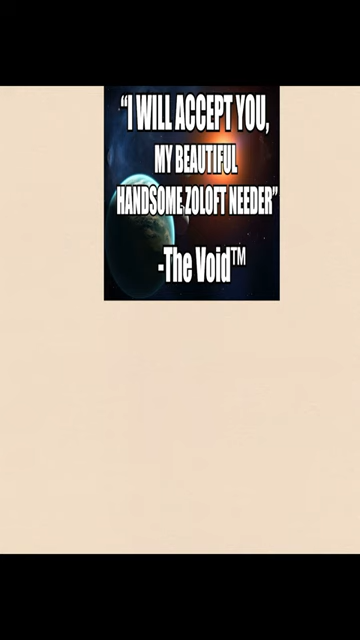 “I WILL ACCEPT YOU,
MY BEAUTIFUL
HANDSOME ZOLOFT NEEDER”
-The Void™